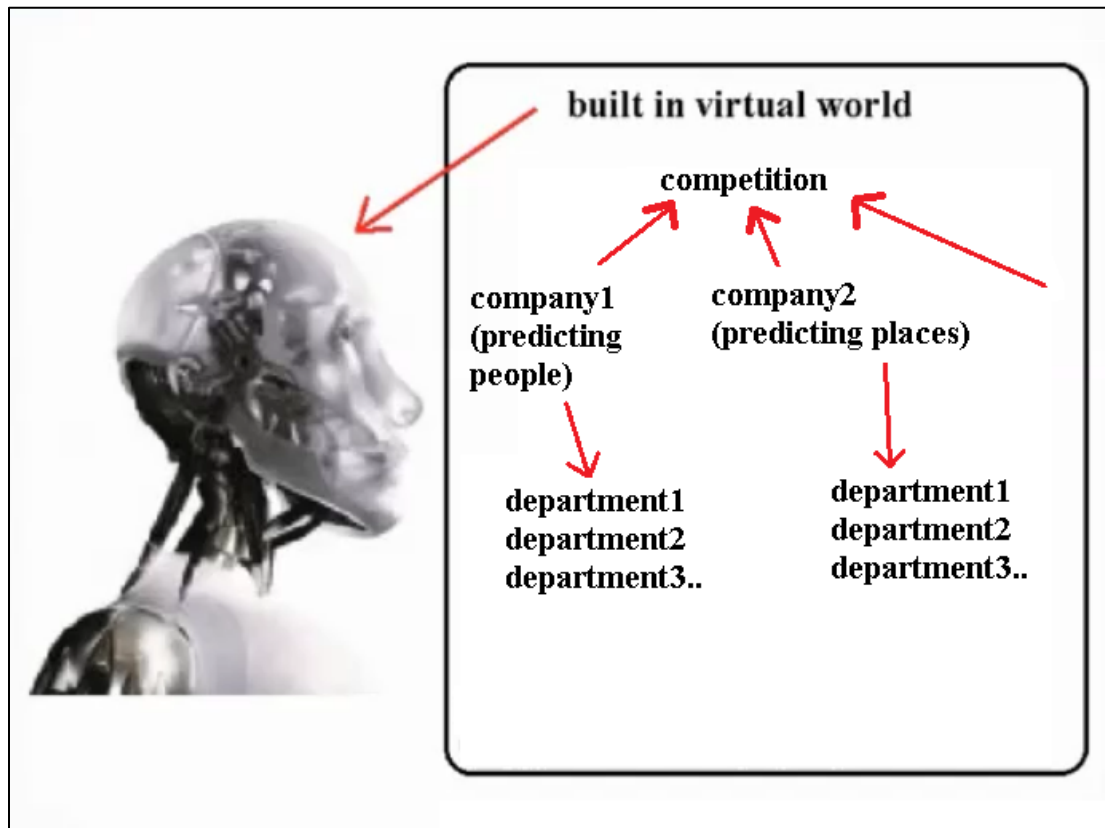 built in virtual world
competition
company1
(predicting
people)
company2
(predicting places)
department1
department2
department3..
department1
department2
department3..